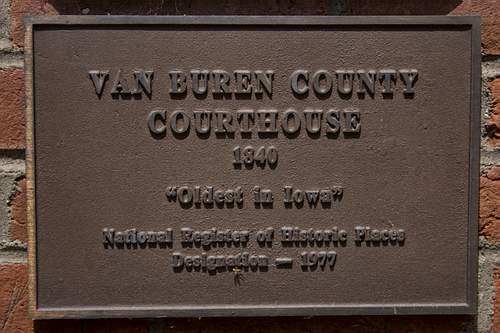 VAN BUREN COUNTY
COURTHOUSE
1840
“Oldest in Iowa”
National Register of Historic Places
Designation — 1977